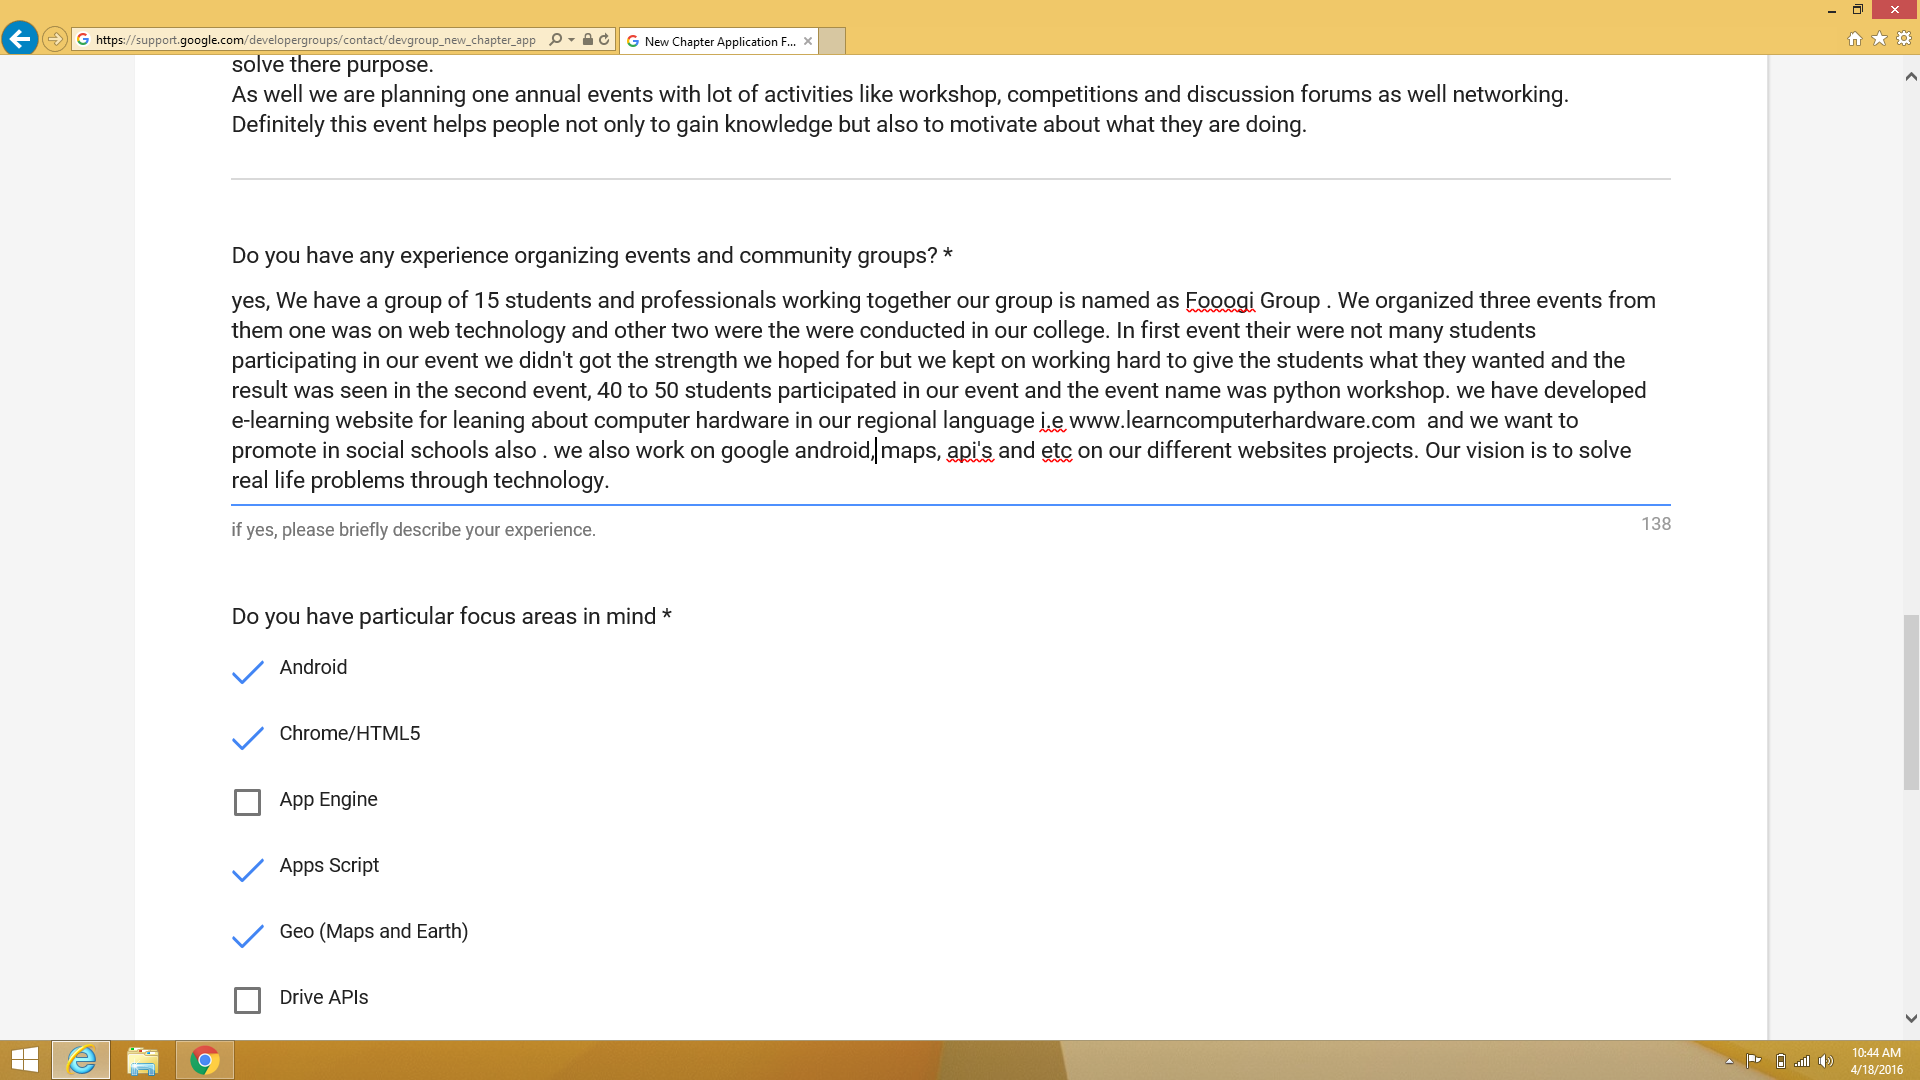 https://support.google.com/developergroups/contact/devgroup_new_chapter_app
New Chapter Application F...
solve there purpose.
As well we are planning one annual events with lot of activities like workshop, competitions and discussion forums as well networking.
Definitely this event helps people not only to gain knowledge but also to motivate about what they are doing.
Do you have any experience organizing events and community groups? *
yes, We have a group of 15 students and professionals working together our group is named as Fooogi Group . We organized three events from
them one was on web technology and other two were the were conducted in our college. In first event their were not many students
participating in our event we didn't got the strength we hoped for but we kept on working hard to give the students what they wanted and the
result was seen in the second event, 40 to 50 students participated in our event and the event name was python workshop. we have developed
e-learning website for leaning about computer hardware in our regional language i.e www.learncomputerhardware.com  and we want to
promote in social schools also . we also work on google android, maps, api's and etc on our different websites projects. Our vision is to solve
real life problems through technology.
if yes, please briefly describe your experience.
138
Do you have particular focus areas in mind *
Android
Chrome/HTML5
App Engine
Apps Script
Geo (Maps and Earth)
Drive APIs
10:44 AM
4/18/2016